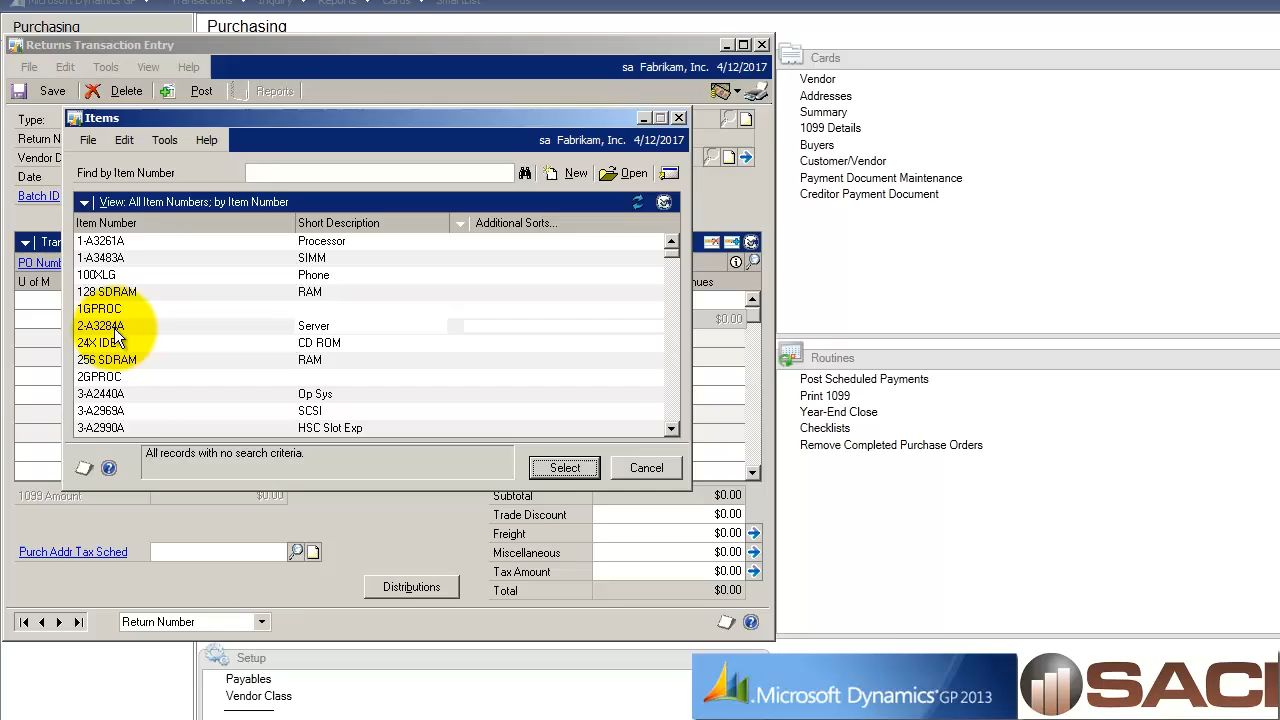 Microsoft Dynamics GP Transactions Inquiry Reports Cards SmartList
Purchasing
Purchasing
Returns Transaction Entry
File View Help
sa Fabrikam, Inc. 4/12/2017
Delete Post Reports
Type:
Return N
Vendor D
Date
Batch ID
Items
sa Fabrikam, Inc. 4/12/2017
File Edit Tools Help
Find by Item Number
New Open
View: All Item Numbers; by Item Number
Item Number Short Description Additional Sorts...
1-A3261A Processor
1-A3483A SIMM
100XLG Phone
128 SDRAM RAM
1GPROC
2-A3284A Server
24X IDE CD ROM
256 SDRAM RAM
2GPROC
3-A2440A Op Sys
3-A2969A SCSI
3-A2990A HSC Slot Exp
All records with no search criteria.
Select Cancel
PO Numb
U of M
$0.00
1099 Amount $0.00
Subtotal $0.00
Trade Discount $0.00
Freight $0.00
Miscellaneous $0.00
Tax Amount $0.00
Total $0.00
Purch Addr Tax Sched
Distributions
Return Number
Cards
Vendor
Addresses
Summary
1099 Details
Buyers
Customer/Vendor
Payment Document Maintenance
Creditor Payment Document
Routines
Post Scheduled Payments
Print 1099
Year-End Close
Checklists
Remove Completed Purchase Orders
Setup
Payables
Vendor Class
Microsoft Dynamics GP 2013